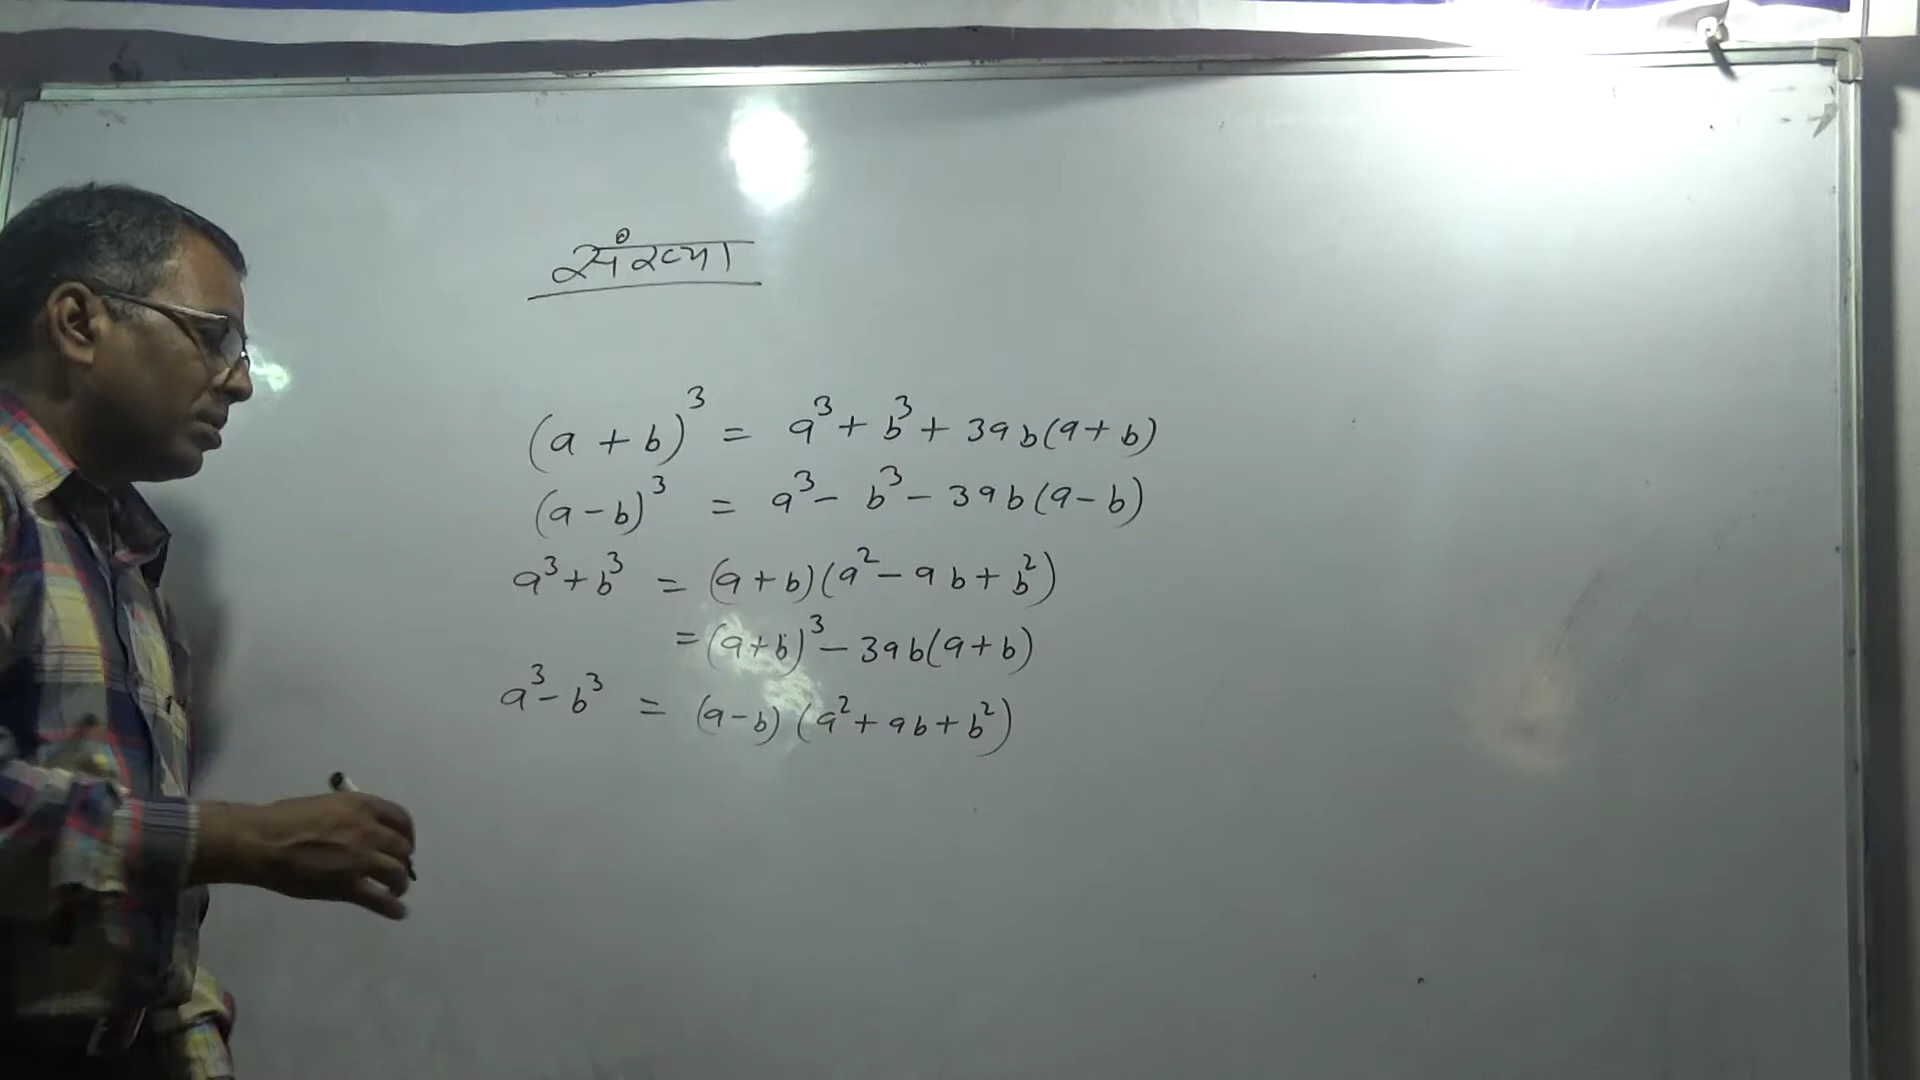 संख्या
(a + b)³ = a³ + b³ + 3ab(a + b)
(a - b)³ = a³ - b³ - 3ab(a - b)
a³ + b³ = (a + b)(a² - ab + b²)
= (a + b)³ - 3ab(a + b)
a³ - b³ = (a - b)(a² + ab + b²)